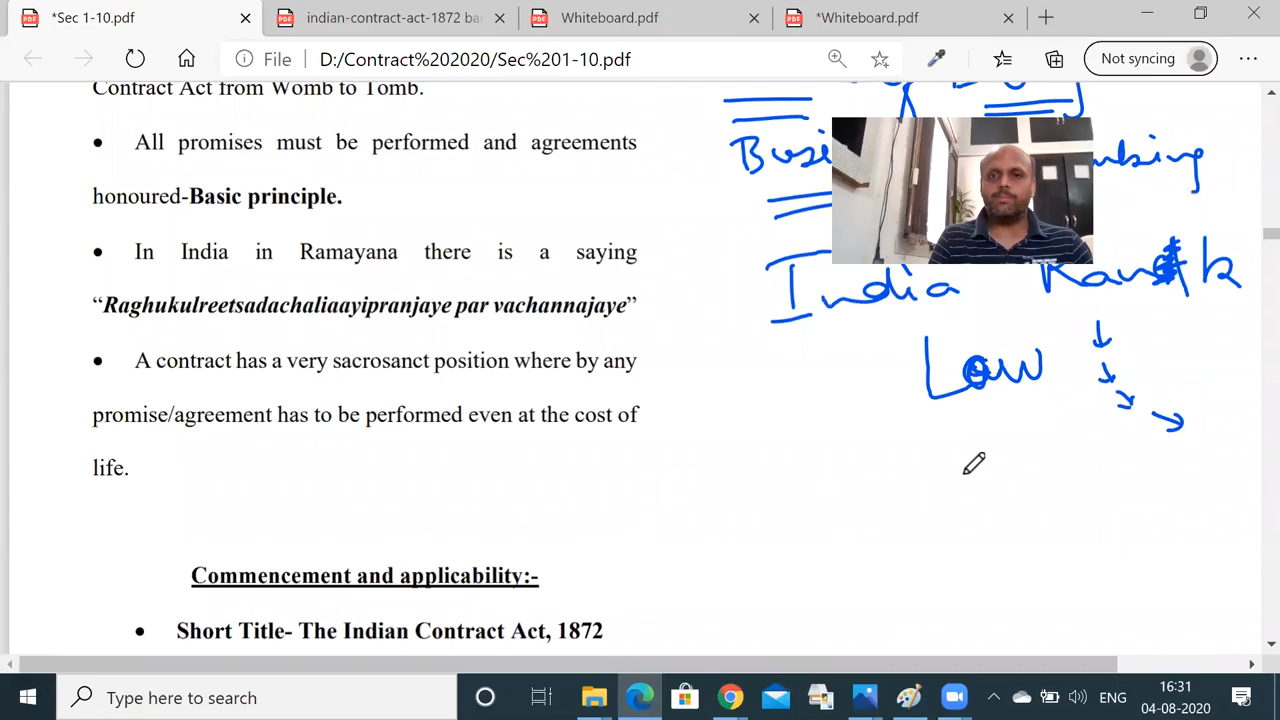 *Sec 1-10.pdf
indian-contract-act-1872 ba
Whiteboard.pdf
*Whiteboard.pdf
File D:/Contract%202020/Sec%201-10.pdf
Not syncing
Contract Act from Womb to Tomb.
• All promises must be performed and agreements
honoured-Basic principle.
• In India in Ramayana there is a saying
“Raghukulreetsadachaliaayipranjaye par vachannajaye”
• A contract has a very sacrosanct position where by any
promise/agreement has to be performed even at the cost of
life.
Commencement and applicability:-
• Short Title- The Indian Contract Act, 1872
Busi
India Rank
Low
Type here to search
ENG
16:31
04-08-2020